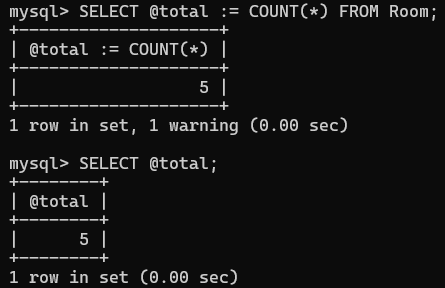 mysql> SELECT @total := COUNT(*) FROM Room;
+--------------------+
| @total := COUNT(*) |
+--------------------+
|                  5 |
+--------------------+
1 row in set, 1 warning (0.00 sec)

mysql> SELECT @total;
+--------+
| @total |
+--------+
|      5 |
+--------+
1 row in set (0.00 sec)